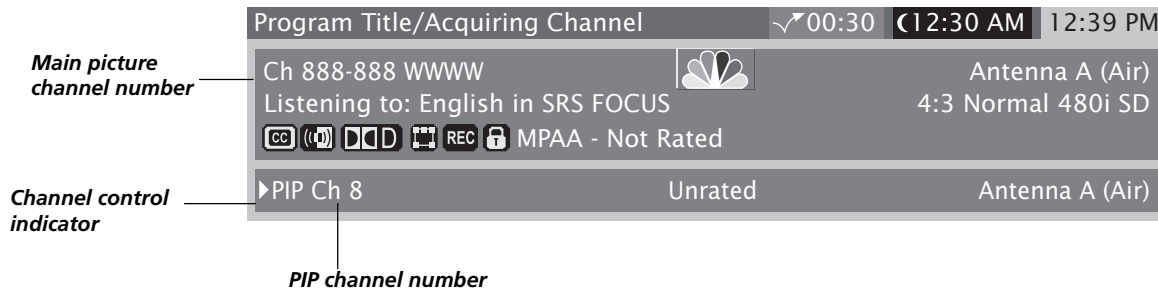 Program Title/Acquiring Channel 00:30 12:30 AM 12:39 PM
Main picture
channel number
Ch 888-888 WWWW Antenna A (Air)
Listening to: English in SRS FOCUS 4:3 Normal 480i SD
CC REC MPAA - Not Rated
Channel control
indicator
PIP Ch 8 Unrated Antenna A (Air)
PIP channel number